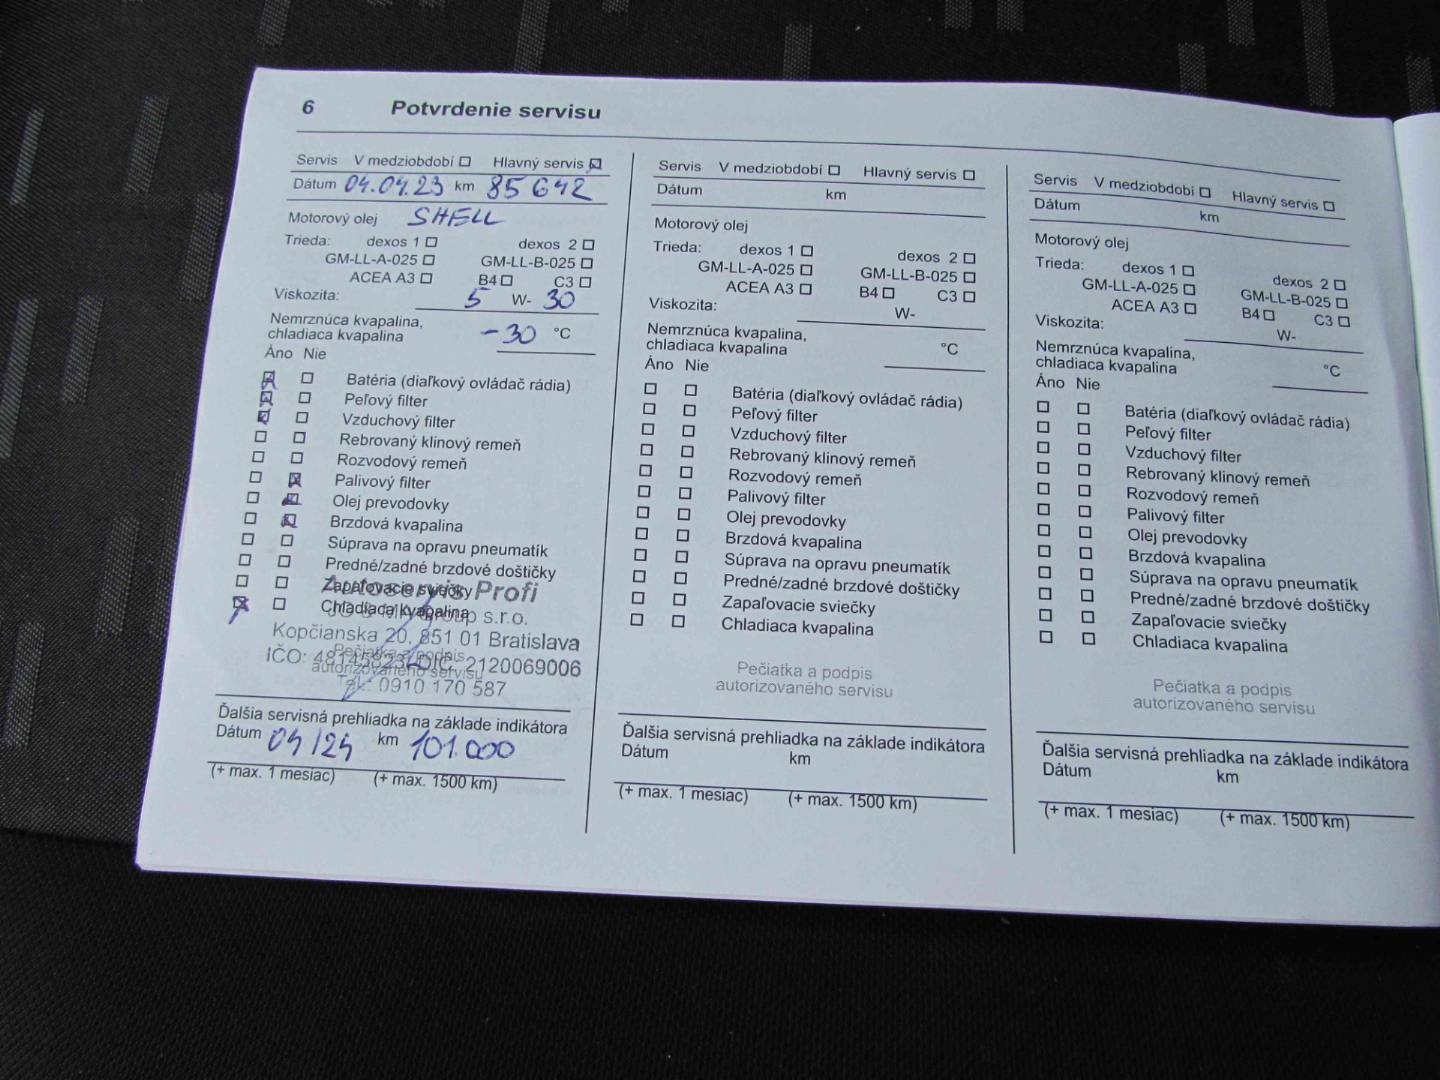 6 Potvrdenie servisu
Servis V medziobdobí Hlavný servis
Dátum 04.04.23 km 85 642
Motorový olej SHELL
Trieda: dexos 1 dexos 2
GM-LL-A-025 GM-LL-B-025
ACEA A3 B4 C3
Viskozita: 5 W- 30
Nemrznúca kvapalina,
chladiaca kvapalina -30 °C
Áno Nie
Batéria (diaľkový ovládač rádia)
Peľový filter
Vzduchový filter
Rebrovaný klinový remeň
Rozvodový remeň
Palivový filter
Olej prevodovky
Brzdová kvapalina
Súprava na opravu pneumatík
Predné/zadné brzdové doštičky
Zapaľovacie sviečky
Autoservis Profi
Chladiaca kvapalina
Group s.r.o.
Kopčianska 20, 851 01 Bratislava
Pečiatka a podpis
IČO: DIČ: 2120069006
autorizovaného servisu
Tel.: 0910 170 587
Ďalšia servisná prehliadka na základe indikátora
Dátum 04/24 km 101.000
(+ max. 1 mesiac) (+ max. 1500 km)
Servis V medziobdobí Hlavný servis
Dátum km
Motorový olej
Trieda: dexos 1 dexos 2
GM-LL-A-025 GM-LL-B-025
ACEA A3 B4 C3
Viskozita: W-
Nemrznúca kvapalina,
chladiaca kvapalina °C
Áno Nie
Batéria (diaľkový ovládač rádia)
Peľový filter
Vzduchový filter
Rebrovaný klinový remeň
Rozvodový remeň
Palivový filter
Olej prevodovky
Brzdová kvapalina
Súprava na opravu pneumatík
Predné/zadné brzdové doštičky
Zapaľovacie sviečky
Chladiaca kvapalina
Pečiatka a podpis
autorizovaného servisu
Ďalšia servisná prehliadka na základe indikátora
Dátum km
(+ max. 1 mesiac) (+ max. 1500 km)
Servis V medziobdobí Hlavný servis
Dátum km
Motorový olej
Trieda: dexos 1 dexos 2
GM-LL-A-025 GM-LL-B-025
ACEA A3 B4 C3
Viskozita: W-
Nemrznúca kvapalina,
chladiaca kvapalina °C
Áno Nie
Batéria (diaľkový ovládač rádia)
Peľový filter
Vzduchový filter
Rebrovaný klinový remeň
Rozvodový remeň
Palivový filter
Olej prevodovky
Brzdová kvapalina
Súprava na opravu pneumatík
Predné/zadné brzdové doštičky
Zapaľovacie sviečky
Chladiaca kvapalina
Pečiatka a podpis
autorizovaného servisu
Ďalšia servisná prehliadka na základe indikátora
Dátum km
(+ max. 1 mesiac) (+ max. 1500 km)